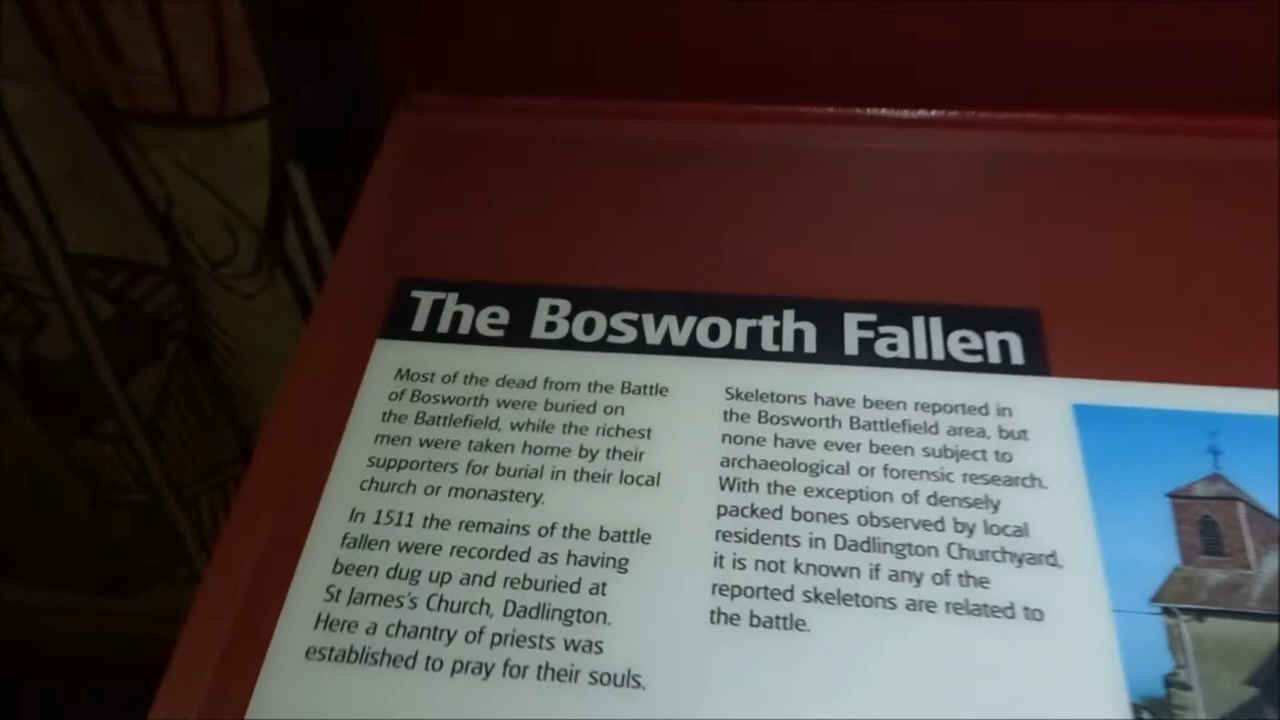 The Bosworth Fallen
Most of the dead from the Battle
of Bosworth were buried on
the Battlefield, while the richest
men were taken home by their
supporters for burial in their local
church or monastery.
In 1511 the remains of the battle
fallen were recorded as having
been dug up and reburied at
St James's Church, Dadlington.
Here a chantry of priests was
established to pray for their souls.
Skeletons have been reported in
the Bosworth Battlefield area, but
none have ever been subject to
archaeological or forensic research.
With the exception of densely
packed bones observed by local
residents in Dadlington Churchyard,
it is not known if any of the
reported skeletons are related to
the battle.